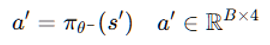 a′ = π_{θ⁻}(s′)   a′ ∈ ℝ^{B×4}